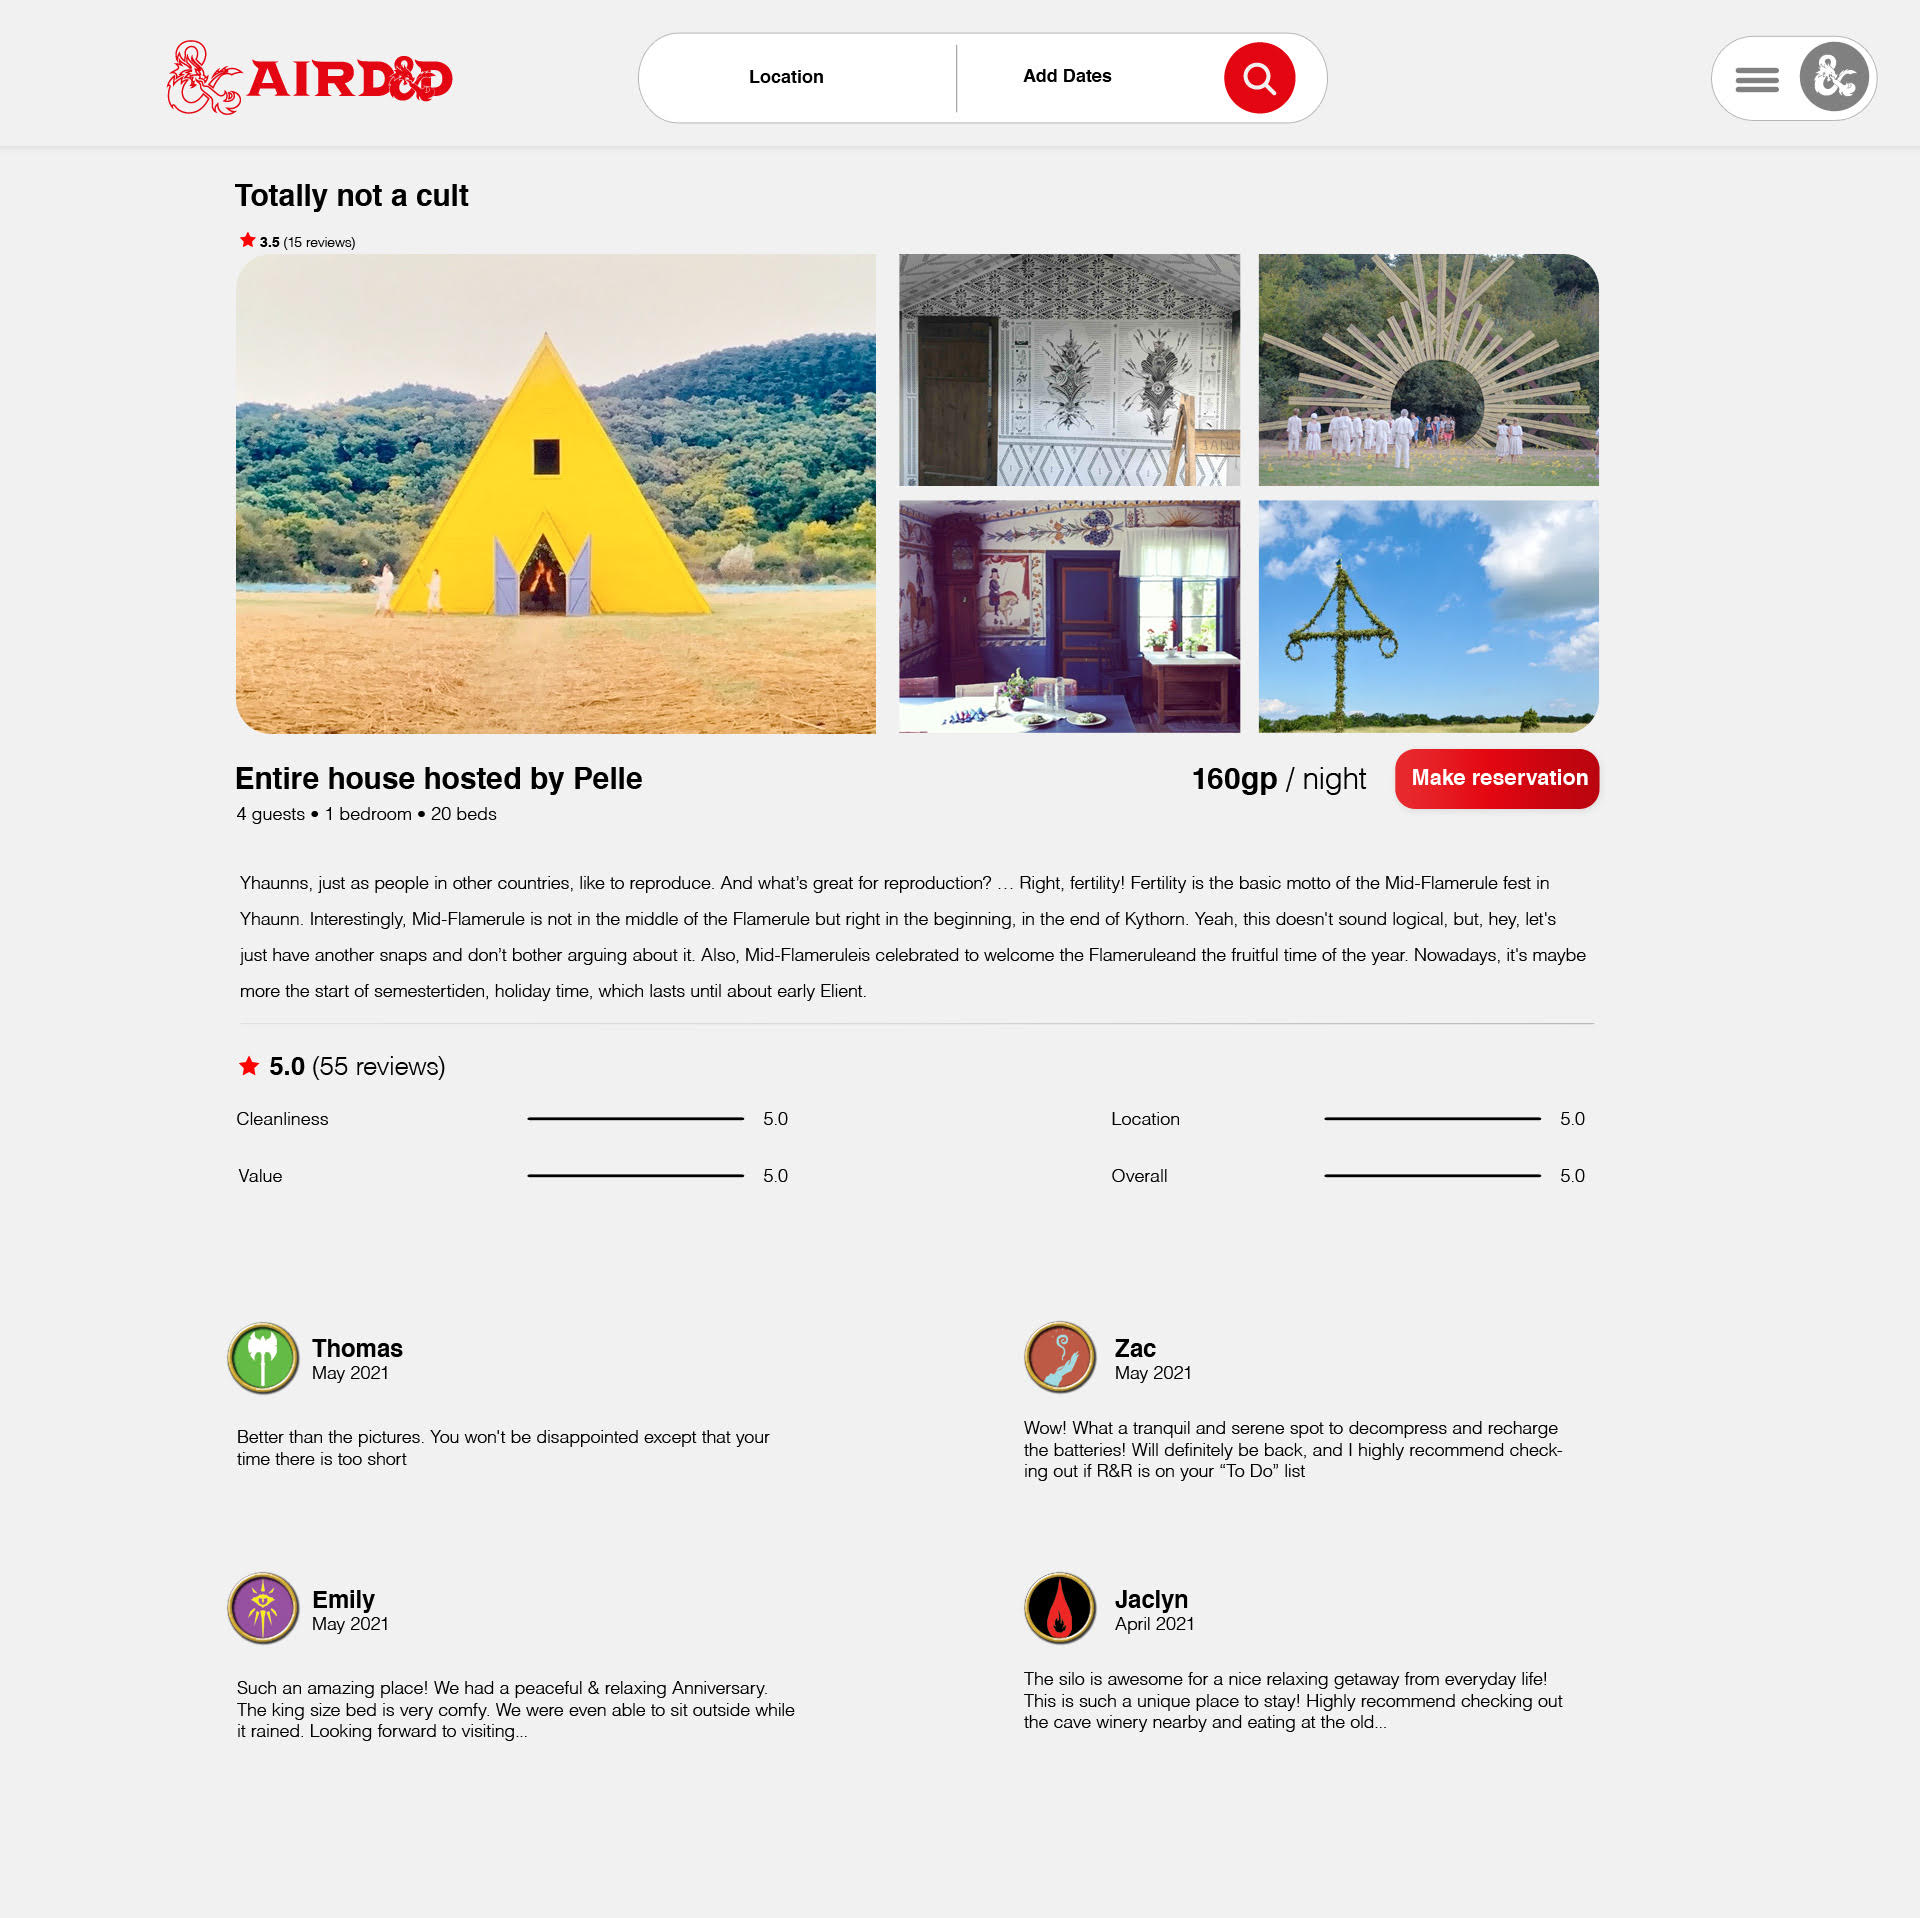 AIRD&D
Location
Add Dates
Totally not a cult
3.5 (15 reviews)
Entire house hosted by Pelle
160gp / night
Make reservation
4 guests • 1 bedroom • 20 beds
Yhaunns, just as people in other countries, like to reproduce. And what’s great for reproduction? … Right, fertility! Fertility is the basic motto of the Mid-Flamerule fest in
Yhaunn. Interestingly, Mid-Flamerule is not in the middle of the Flamerule but right in the beginning, in the end of Kythorn. Yeah, this doesn't sound logical, but, hey, let's
just have another snaps and don’t bother arguing about it. Also, Mid-Flameruleis celebrated to welcome the Flameruleand the fruitful time of the year. Nowadays, it's maybe
more the start of semestertiden, holiday time, which lasts until about early Elient.
5.0 (55 reviews)
Cleanliness 5.0
Location 5.0
Value 5.0
Overall 5.0
Thomas
May 2021
Better than the pictures. You won't be disappointed except that your
time there is too short
Zac
May 2021
Wow! What a tranquil and serene spot to decompress and recharge
the batteries! Will definitely be back, and I highly recommend check-
ing out if R&R is on your “To Do” list
Emily
May 2021
Such an amazing place! We had a peaceful & relaxing Anniversary.
The king size bed is very comfy. We were even able to sit outside while
it rained. Looking forward to visiting...
Jaclyn
April 2021
The silo is awesome for a nice relaxing getaway from everyday life!
This is such a unique place to stay! Highly recommend checking out
the cave winery nearby and eating at the old...